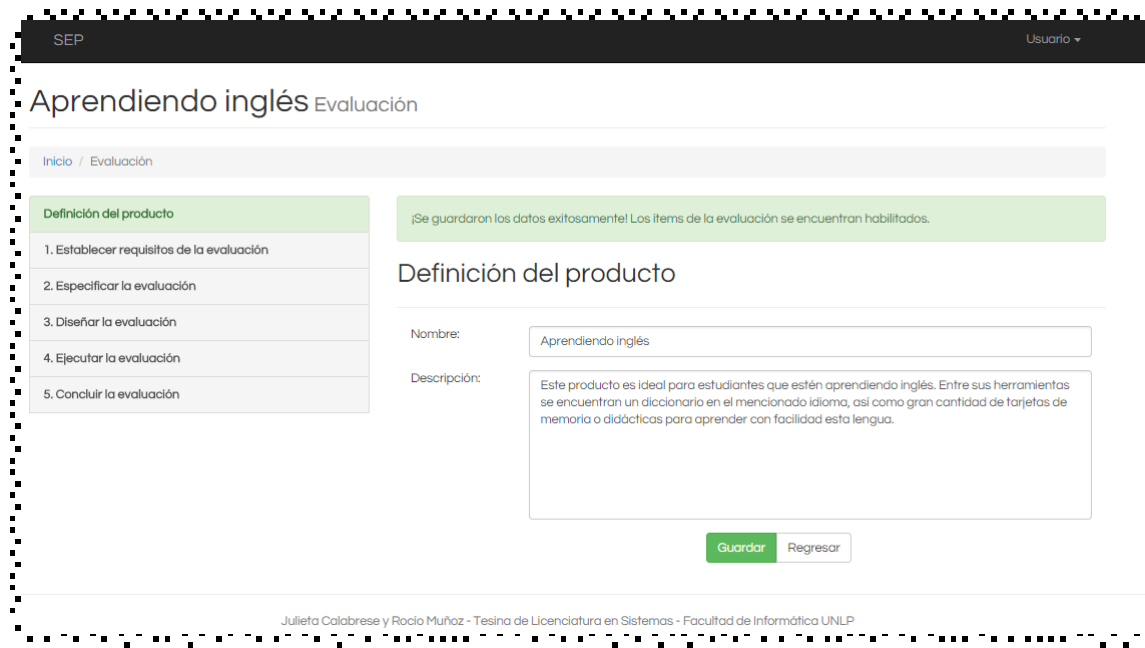 SEP
Usuario
Aprendiendo inglés Evaluación
Inicio / Evaluación
Definición del producto
1. Establecer requisitos de la evaluación
2. Especificar la evaluación
3. Diseñar la evaluación
4. Ejecutar la evaluación
5. Concluir la evaluación
¡Se guardaron los datos exitosamente! Los ítems de la evaluación se encuentran habilitados.
Definición del producto
Nombre:
Aprendiendo inglés
Descripción:
Este producto es ideal para estudiantes que estén aprendiendo inglés. Entre sus herramientas
se encuentran un diccionario en el mencionado idioma, así como gran cantidad de tarjetas de
memoria o didácticas para aprender con facilidad esta lengua.
Guardar
Regresar
Julieta Calabrese y Rocío Muñoz - Tesina de Licenciatura en Sistemas - Facultad de Informática UNLP